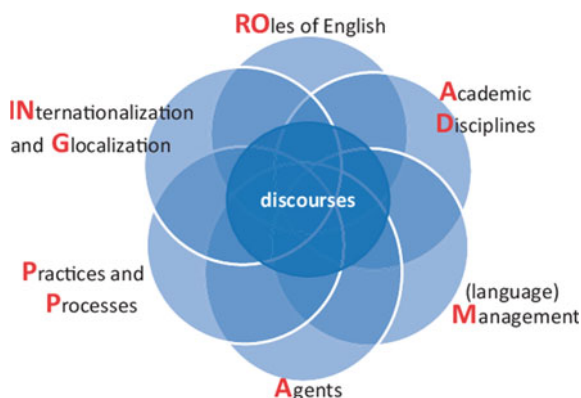 ROles of English
INternationalization
and Glocalization
Academic
Disciplines
discourses
Practices and
Processes
(language)
Management
Agents